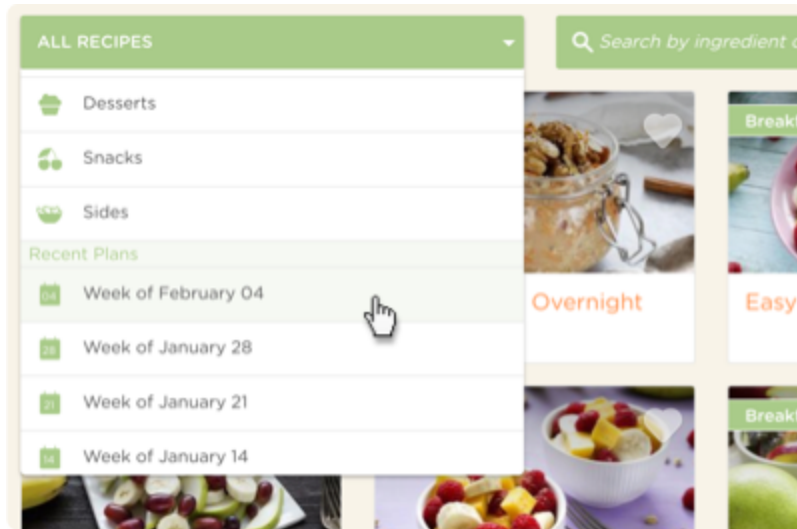 ALL RECIPES
Search by ingredient
Desserts
Snacks
Sides
Recent Plans
04 Week of February 04
28 Week of January 28
21 Week of January 21
14 Week of January 14
Overnight
Easy